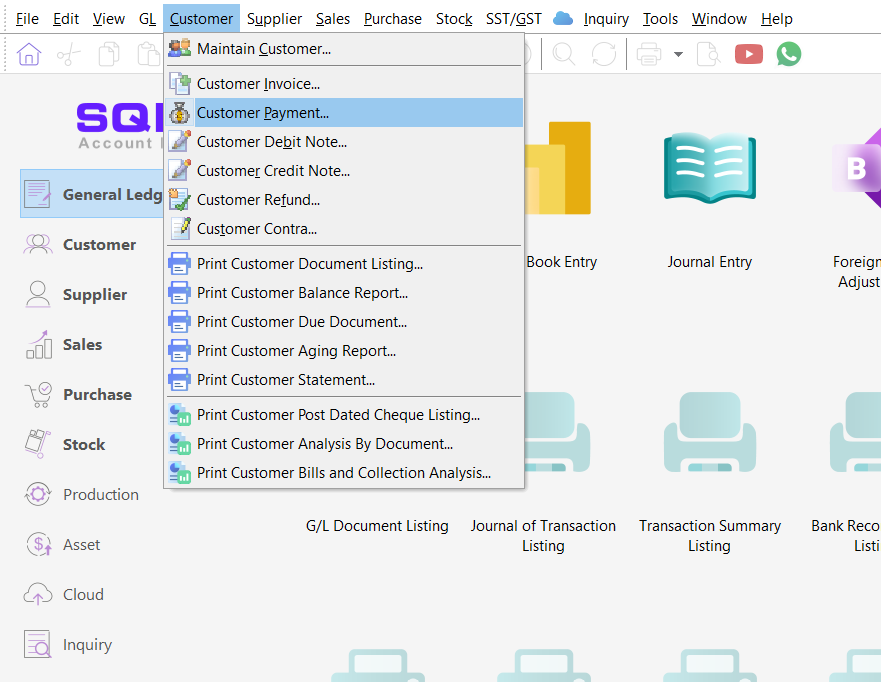 File Edit View GL Customer Supplier Sales Purchase Stock SST/GST Inquiry Tools Window Help
Maintain Customer...
Customer Invoice...
Customer Payment...
Customer Debit Note...
Customer Credit Note...
Customer Refund...
Customer Contra...
Print Customer Document Listing...
Print Customer Balance Report...
Print Customer Due Document...
Print Customer Aging Report...
Print Customer Statement...
Print Customer Post Dated Cheque Listing...
Print Customer Analysis By Document...
Print Customer Bills and Collection Analysis...
SQ
Account
General Ledg
Customer
Supplier
Sales
Purchase
Stock
Production
Asset
Cloud
Inquiry
Book Entry
Journal Entry
B
Foreign
Adjust
G/L Document Listing
Journal of Transaction
Listing
Transaction Summary
Listing
Bank Reco
Listi